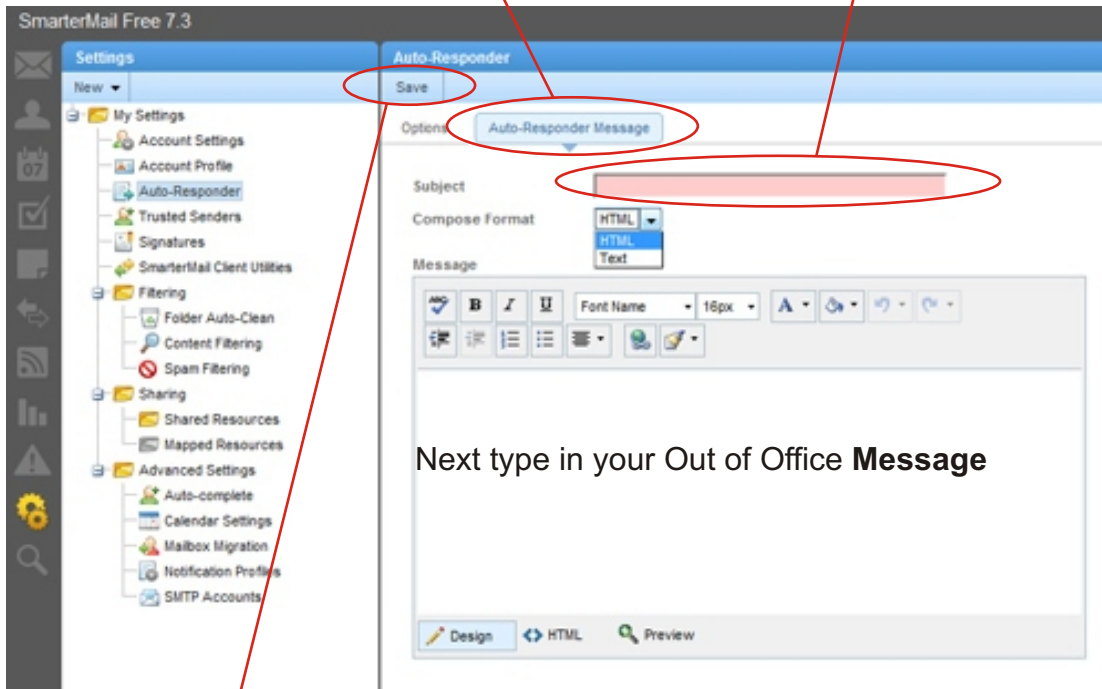 SmarterMail Free 7.3
Settings
New
My Settings
Account Settings
Account Profile
Auto-Responder
Trusted Senders
Signatures
SmarterMail Client Utilities
Filtering
Folder Auto-Clean
Content Filtering
Spam Filtering
Sharing
Shared Resources
Mapped Resources
Advanced Settings
Auto-complete
Calendar Settings
Mailbox Migration
Notification Profiles
SMTP Accounts
07
Auto-Responder
Save
Options Auto-Responder Message
Subject
Compose Format HTML
HTML
Text
Message
ABC B I U Font Name 16px A
Next type in your Out of Office Message
Design HTML Preview